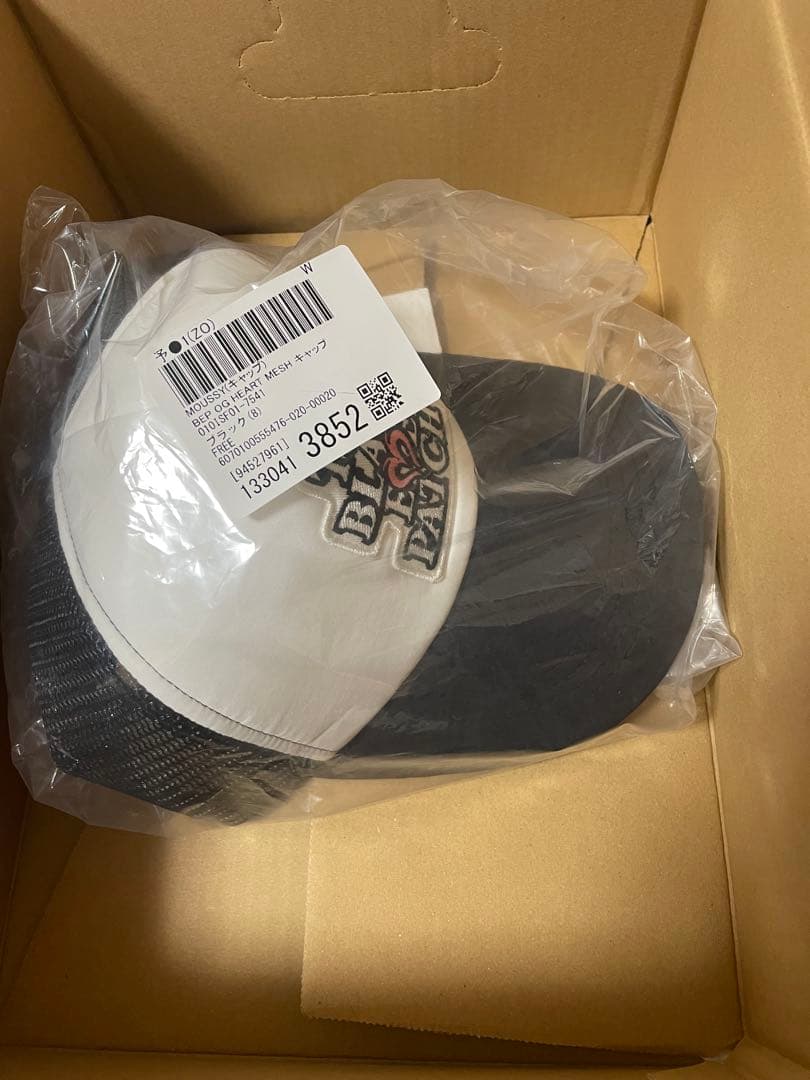 W
予●1(ZO)
MOUSSY(キャップ)
BEP OG HEART MESH キャップ
0101SF01-7541
ブラック(8)
FREE
6070100555476-020-00020
[94527961]
133041 3852
PATCH